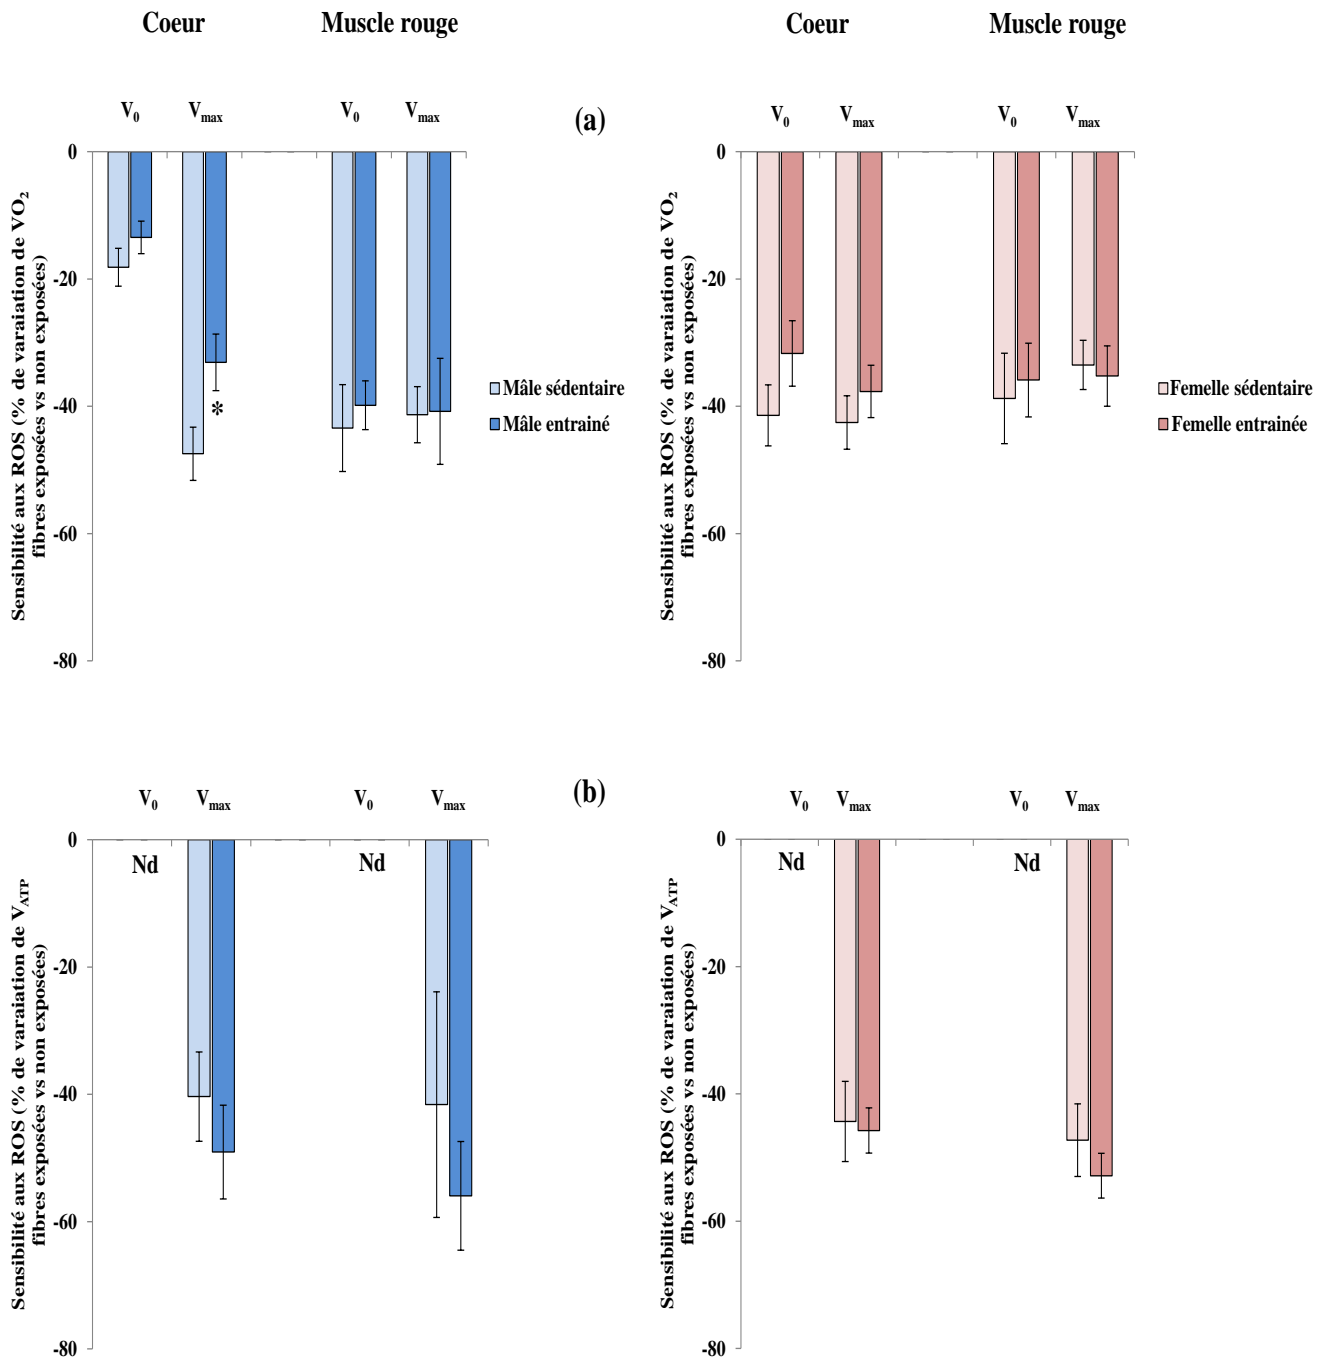 Coeur
Muscle rouge
Coeur
Muscle rouge
V0
Vmax
V0
Vmax
(a)
V0
Vmax
V0
Vmax
0
-20
-40
-60
-80
Sensibilité aux ROS (% de varaiation de VO2
fibres exposées vs non exposées)
*
Mâle sédentaire
Mâle entrainé
0
-20
-40
-60
-80
Sensibilité aux ROS (% de varaiation de VO2
fibres exposées vs non exposées)
Femelle sédentaire
Femelle entrainée
V0
Vmax
V0
Vmax
(b)
V0
Vmax
V0
Vmax
0
-20
-40
-60
-80
Sensibilité aux ROS (% de varaiation de VATP
fibres exposées vs non exposées)
Nd
Nd
0
-20
-40
-60
-80
Sensibilité aux ROS (% de varaiation de VATP
fibres exposées vs non exposées)
Nd
Nd